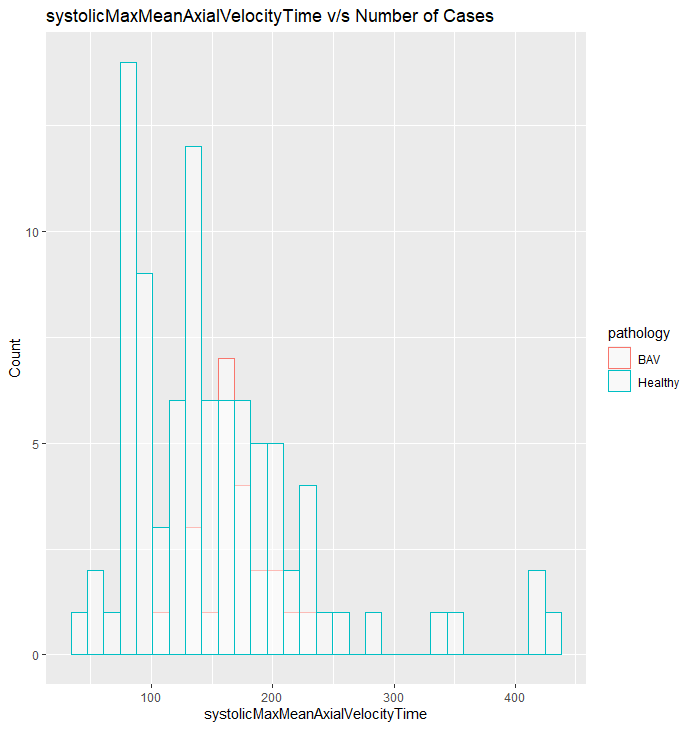 systolicMaxMeanAxialVelocityTime v/s Number of Cases
10
5
0
Count
100 200 300 400
systolicMaxMeanAxialVelocityTime
pathology
BAV
Healthy